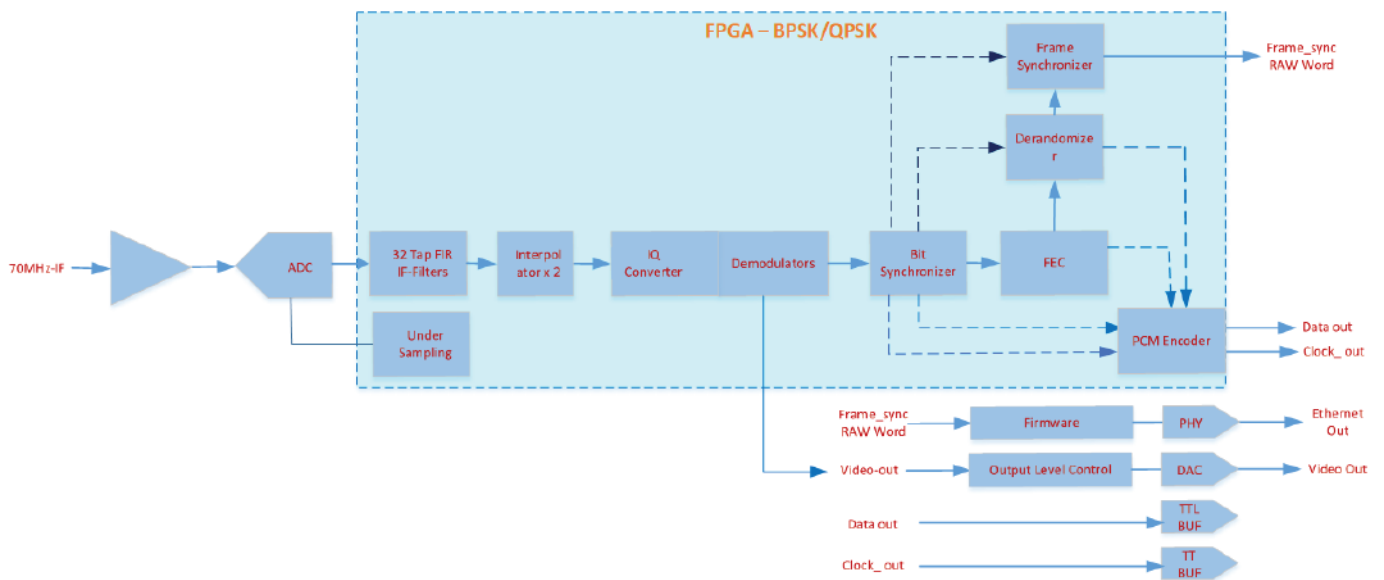 FPGA – BPSK/QPSK
Frame
Synchronizer
Frame_sync
RAW Word
Derandomize
r
70MHz-IF
ADC
32 Tap FIR
IF-Filters
Interpol
ator x 2
IQ
Converter
Demodulators
Bit
Synchronizer
FEC
Under
Sampling
PCM Encoder
Data out
Clock_ out
Frame_sync
RAW Word
Firmware
PHY
Ethernet
Out
Video-out
Output Level Control
DAC
Video Out
Data out
TTL
BUF
Clock_ out
TT
BUF